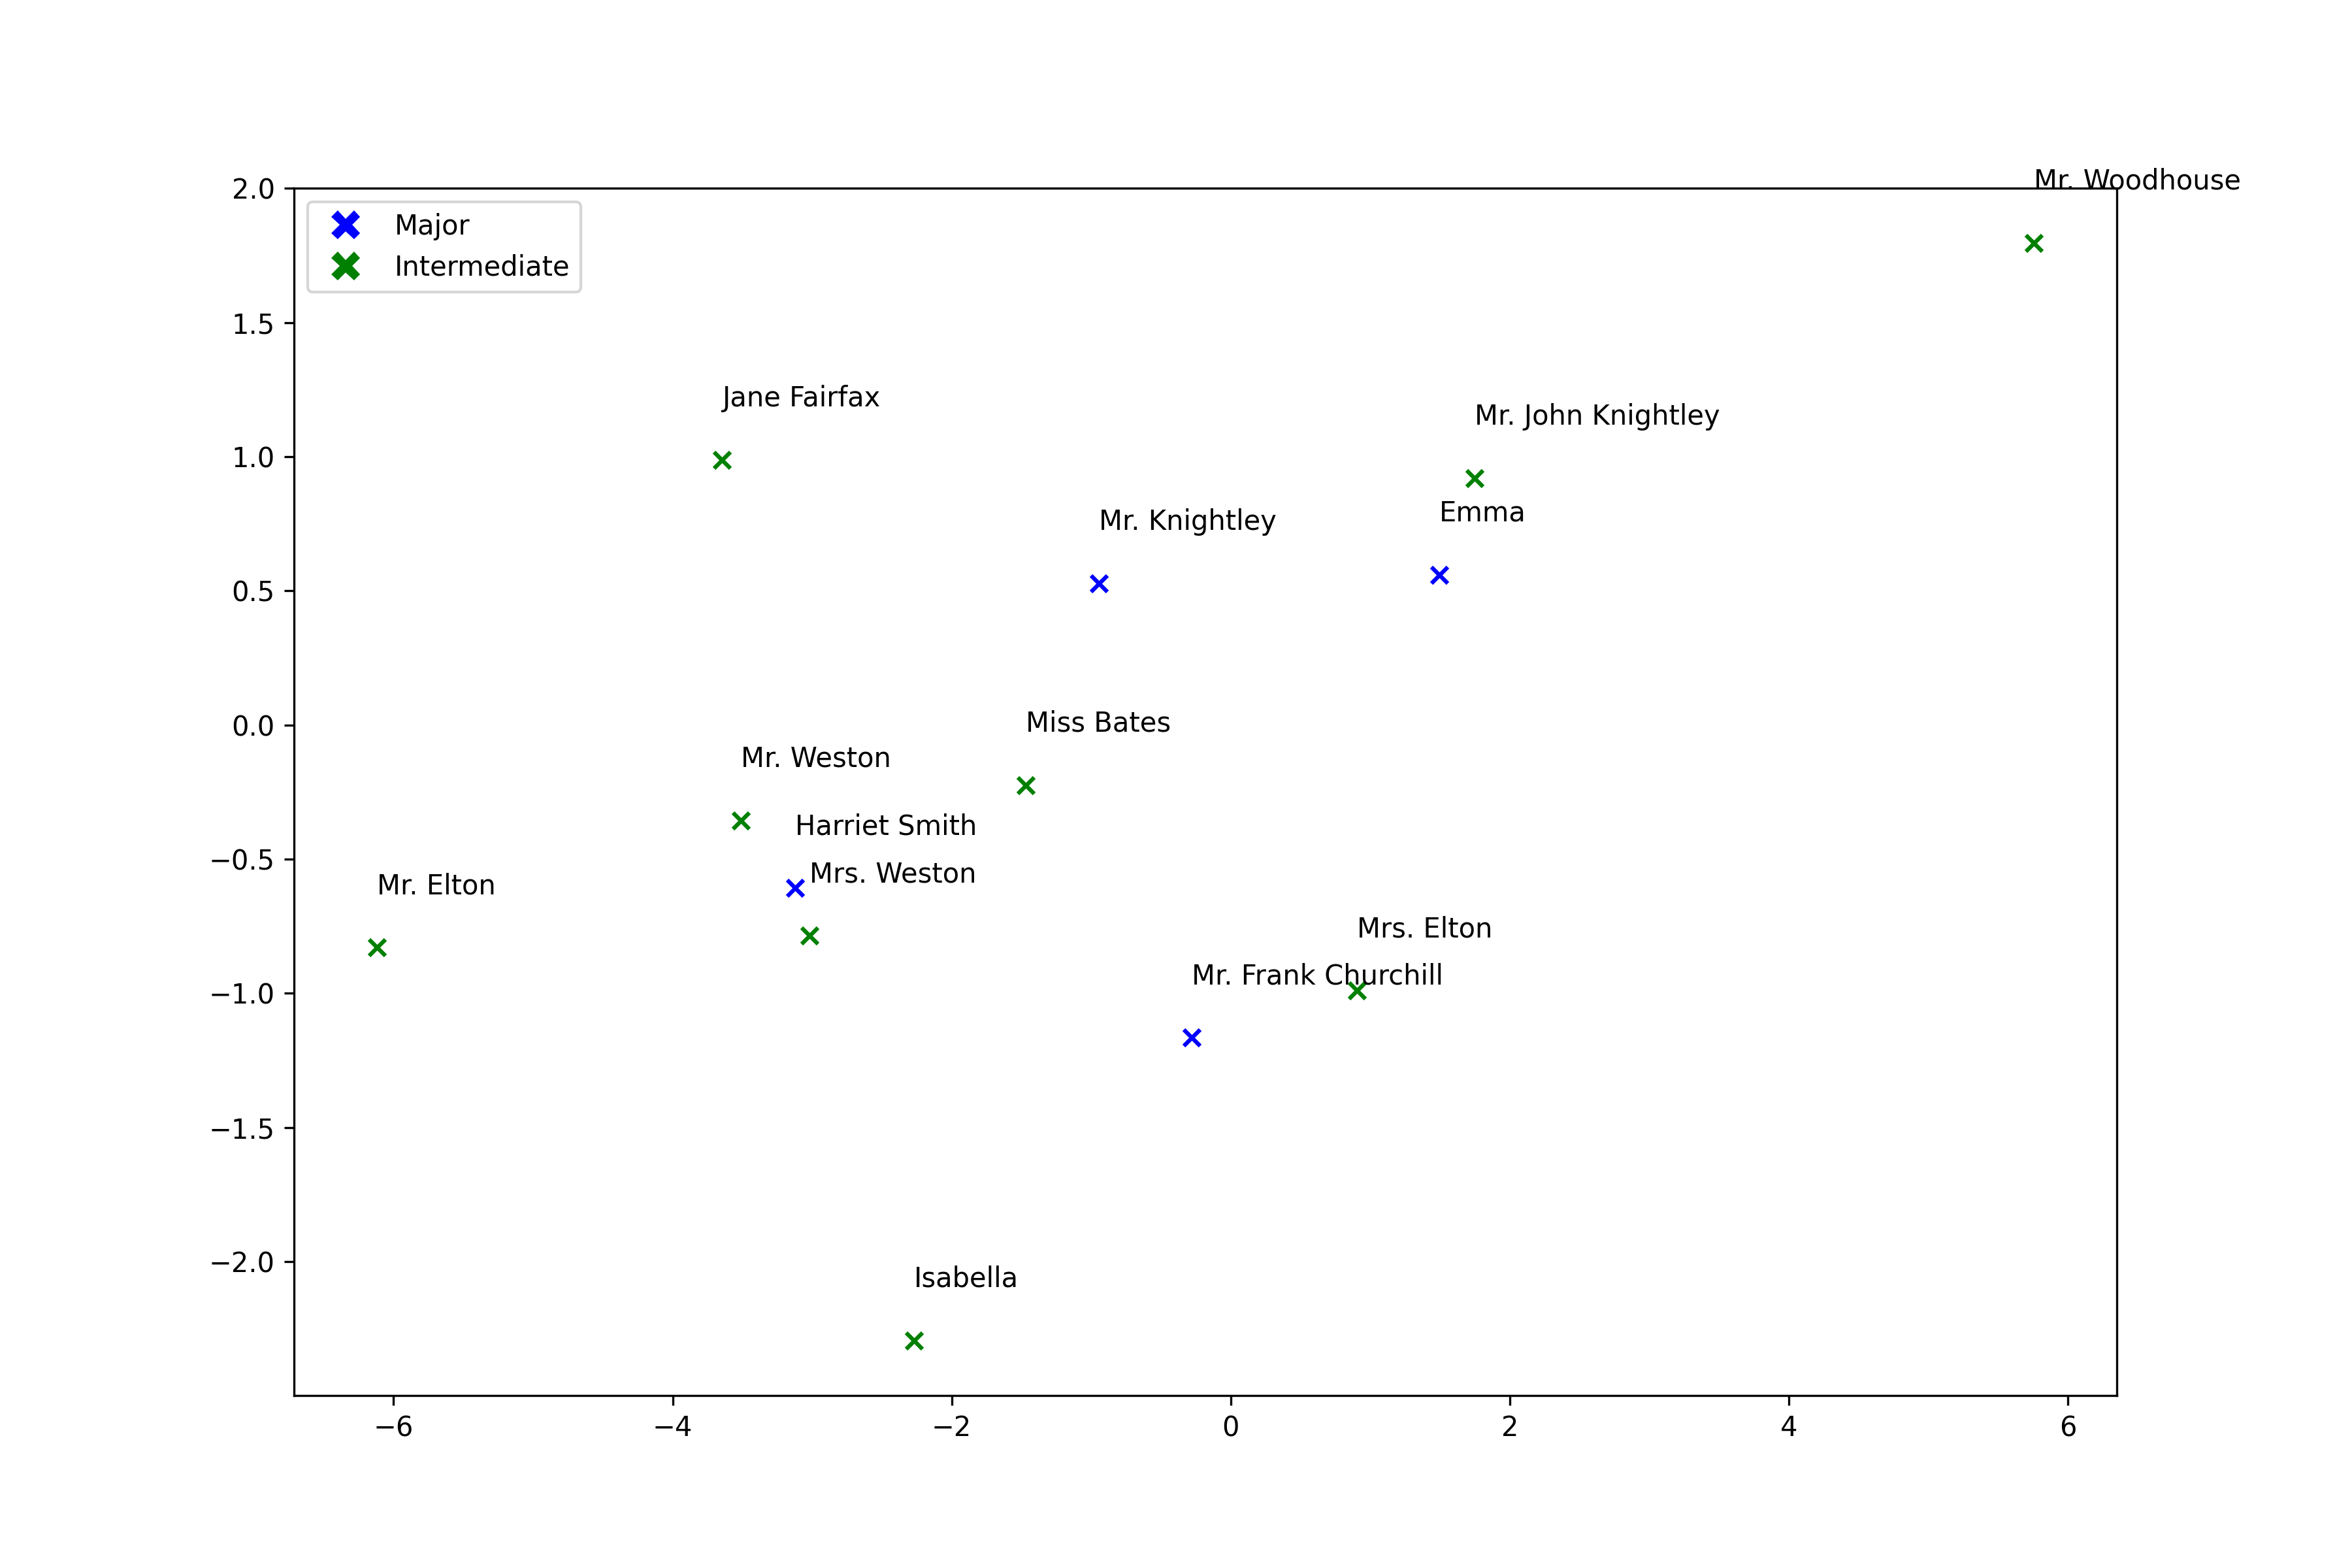 Mr. Woodhouse
2.0
Major
Intermediate
1.5
Jane Fairfax
Mr. John Knightley
1.0
Mr. Knightley
Emma
0.5
0.0
Miss Bates
Mr. Weston
Harriet Smith
−0.5
Mrs. Weston
Mr. Elton
Mrs. Elton
Mr. Frank Churchill
−1.0
−1.5
−2.0
Isabella
−6 −4 −2 0 2 4 6